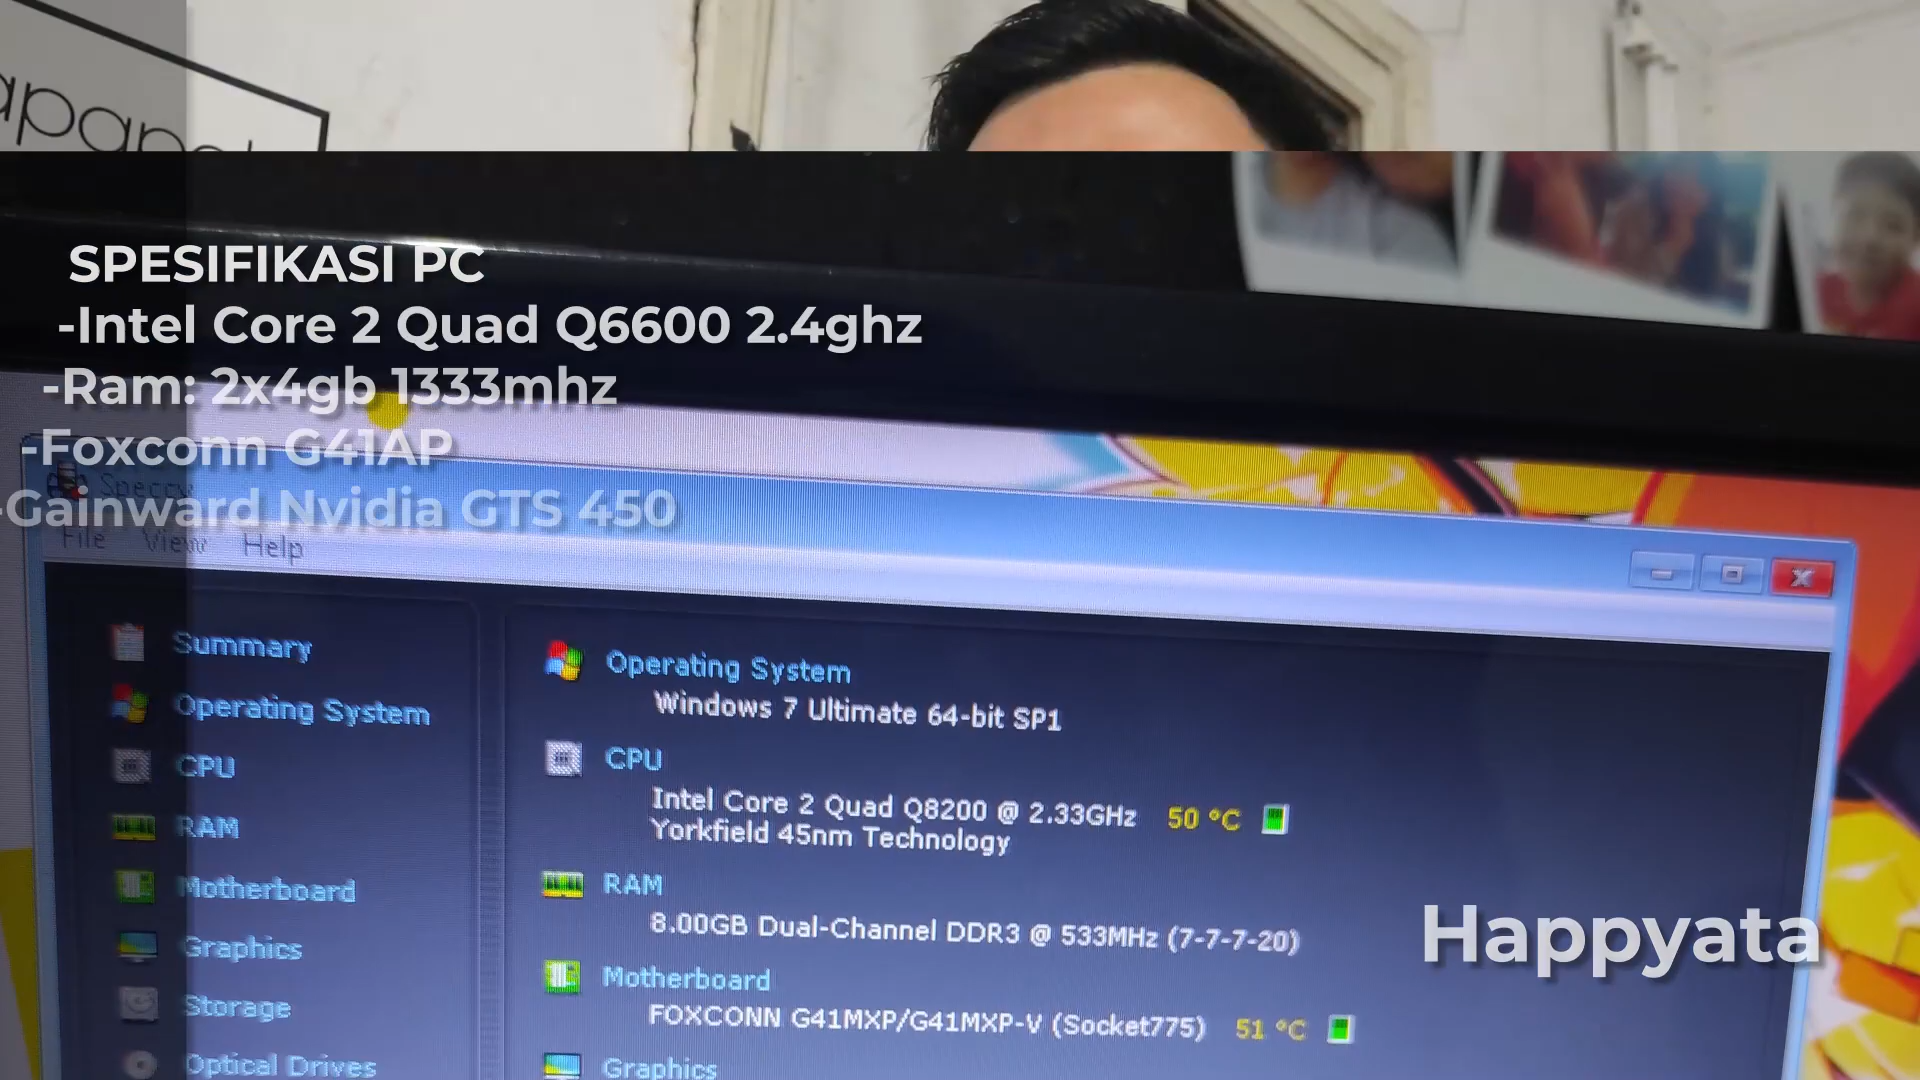 SPESIFIKASI PC
-Intel Core 2 Quad Q6600 2.4ghz
-Ram: 2x4gb 1333mhz
-Foxconn G41AP
-Gainward Nvidia GTS 450
Speccy
File View Help
Summary
Operating System
CPU
RAM
Motherboard
Graphics
Storage
Optical Drives
Operating System
Windows 7 Ultimate 64-bit SP1
CPU
Intel Core 2 Quad Q8200 @ 2.33GHz 50 °C
Yorkfield 45nm Technology
RAM
8.00GB Dual-Channel DDR3 @ 533MHz (7-7-7-20)
Motherboard
FOXCONN G41MXP/G41MXP-V (Socket775) 51 °C
Graphics
Happyata